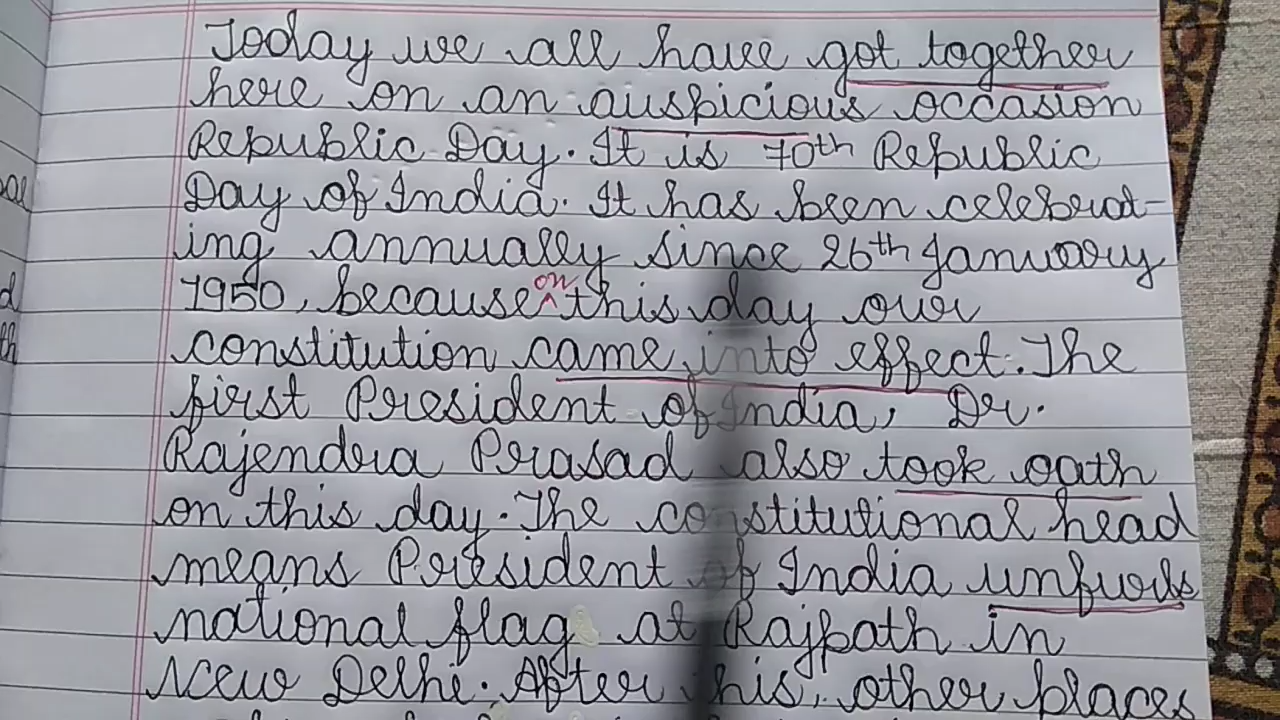 Today we all have got together
here on an auspicious occasion
Republic Day. It is 70th Republic
Day of India. It has been celebrat-
ing annually since 26th January
1950, because on this day our
constitution came into effect. The
first President of India, Dr.
Rajendra Prasad also took oath
on this day. The constitutional head
means President of India unfurls
national flag at Rajpath in
New Delhi. After this, other places